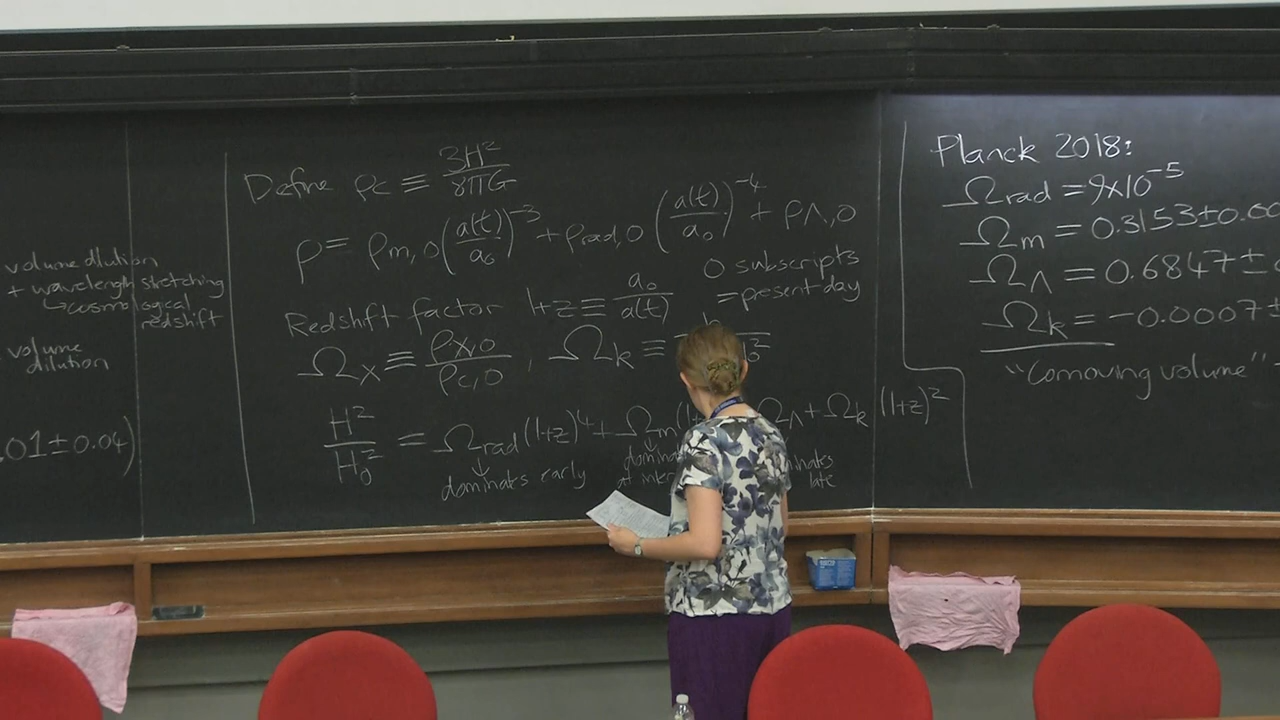 volume dilution
+ wavelength stretching
↳cosmological
redshift
volume
dilution
.01±0.04)
Define ρc ≡ 3H²/8πG
ρ = ρm,0 (a(t)/a₀)⁻³ + ρrad,0 (a(t)/a₀)⁻⁴ + ρΛ,0
0 subscripts
= present day
Redshift factor 1+z ≡ a₀/a(t)
Ωx ≡ ρx,0/ρc,0 , Ωk ≡
H²/H₀² = Ωrad (1+z)⁴ + Ωm ΩΛ + Ωk (1+z)²
↓ dominates early
↓
at
late
Planck 2018:
Ωrad = 9x10⁻⁵
Ωm = 0.3153±0.00
ΩΛ = 0.6847±
Ωk = -0.0007±
"comoving volume"